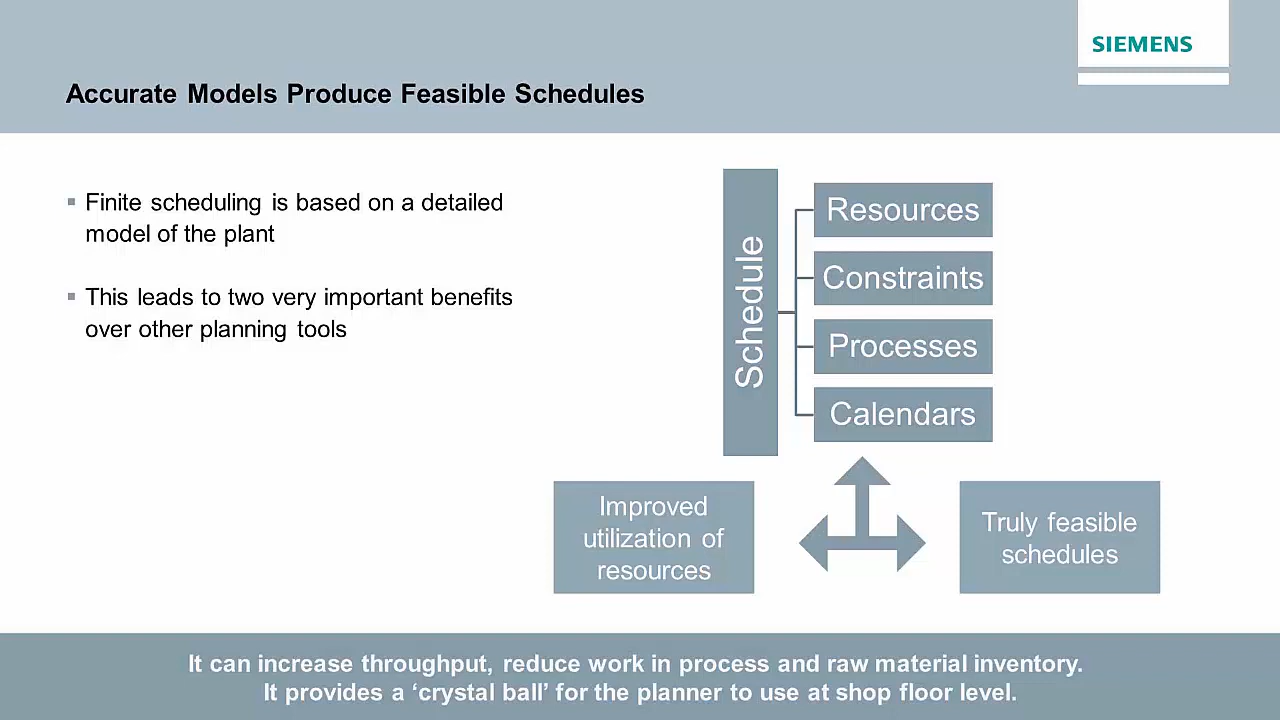 SIEMENS
Accurate Models Produce Feasible Schedules
Finite scheduling is based on a detailed
model of the plant
This leads to two very important benefits
over other planning tools
Schedule
Resources
Constraints
Processes
Calendars
Improved
utilization of
resources
Truly feasible
schedules
It can increase throughput, reduce work in process and raw material inventory.
It provides a ‘crystal ball’ for the planner to use at shop floor level.